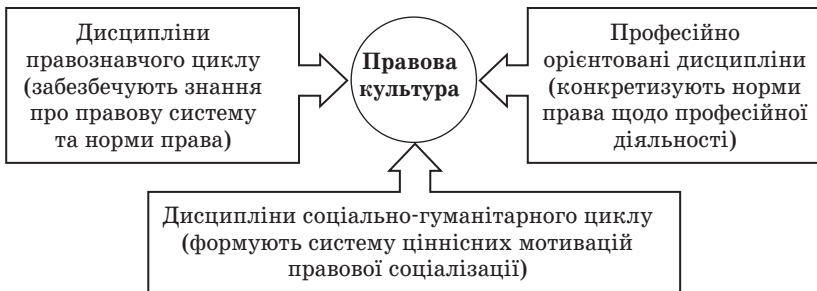 Дисципліни
правознавчого циклу
(забезбечують знання
про правову систему
та норми права)
Правова
культура
Професійно
орієнтовані дисципліни
(конкретизують норми
права щодо професійної
діяльності)
Дисципліни соціально-гуманітарного циклу
(формують систему ціннісних мотивацій
правової соціалізації)